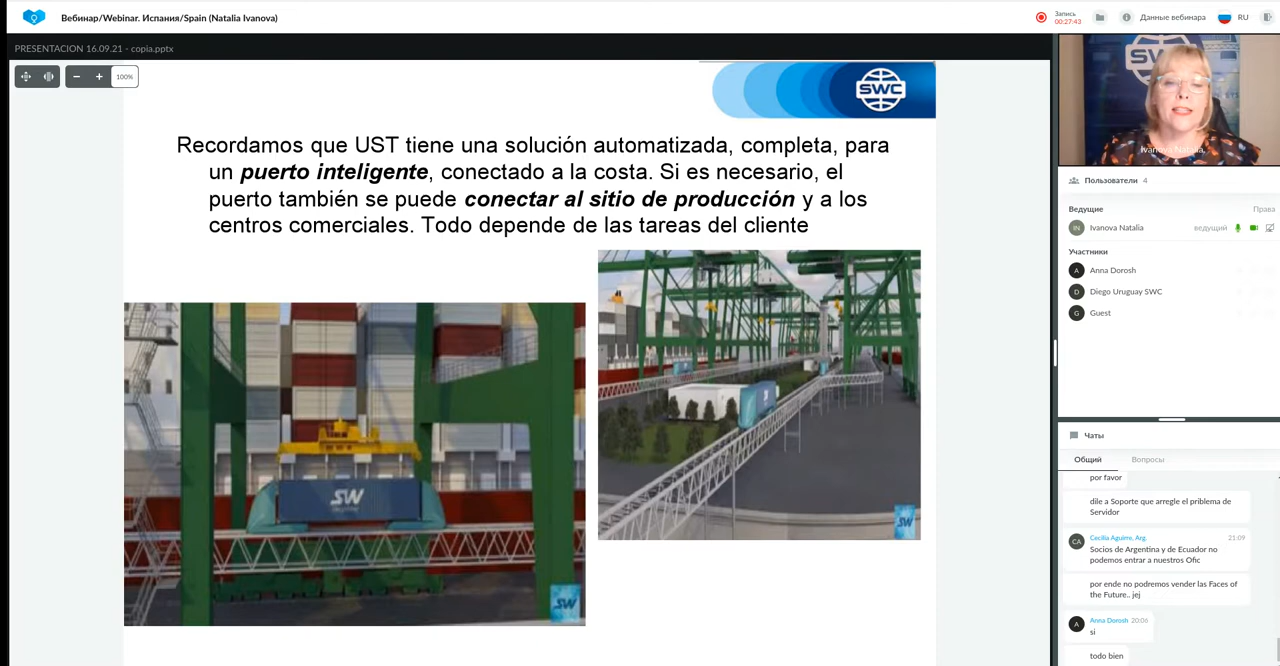 Вебинар/Webinar. Испания/Spain (Natalia Ivanova)
Запись
00:27:43
Данные вебинара
RU
PRESENTACION 16.09.21 - copia.pptx
100%
SWC
Recordamos que UST tiene una solución automatizada, completa, para
un puerto inteligente, conectado a la costa. Si es necesario, el
puerto también se puede conectar al sitio de producción y a los
centros comerciales. Todo depende de las tareas del cliente
SW
SW
SW
Ivanova Natalia,
Пользователи 4
Ведущие
Права
IN
Ivanova Natalia
ведущий
Участники
A
Anna Dorosh
D
Diego Uruguay SWC
G
Guest
Чаты
Общий
Вопросы
por favor
dile a Soporte que arregle el priblema de
Servidor
CA
Cecilia Aguirre, Arg.
21:09
Socios de Argentina y de Ecuador no
podemos entrar a nuestros Ofic
por ende no podremos vender las Faces of
the Future.. jej
A
Anna Dorosh 20:06
si
todo bien